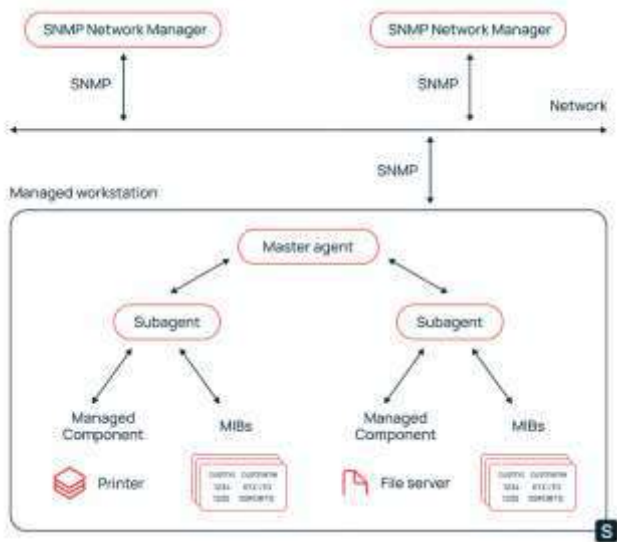 SNMP Network Manager
SNMP Network Manager
SNMP
SNMP
Network
SNMP
Managed workstation
Master agent
Subagent
Subagent
Managed
Component
MIBs
Managed
Component
MIBs
Printer
File server
S